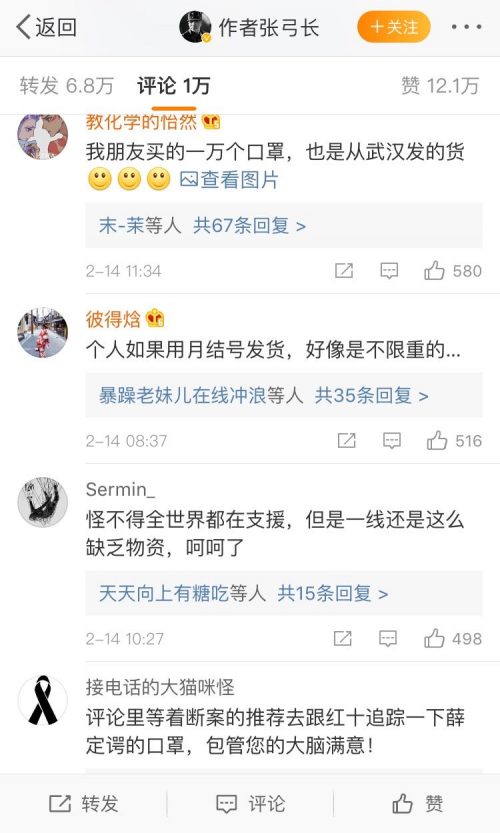 返回
作者张弓长
+关注
转发 6.8万
评论 1万
赞 12.1万
教化学的怡然
我朋友买的一万个口罩，也是从武汉发的货
查看图片
末-茉等人 共67条回复 >
2-14 11:34
580
彼得焓
个人如果用月结号发货，好像是不限重的...
暴躁老妹儿在线冲浪等人 共35条回复 >
2-14 08:37
516
Sermin_
怪不得全世界都在支援，但是一线还是这么
缺乏物资，呵呵了
天天向上有糖吃等人 共15条回复 >
2-14 10:27
498
接电话的大猫咪怪
评论里等着断案的推荐去跟红十追踪一下薛
定谔的口罩，包管您的大脑满意！
转发
评论
赞